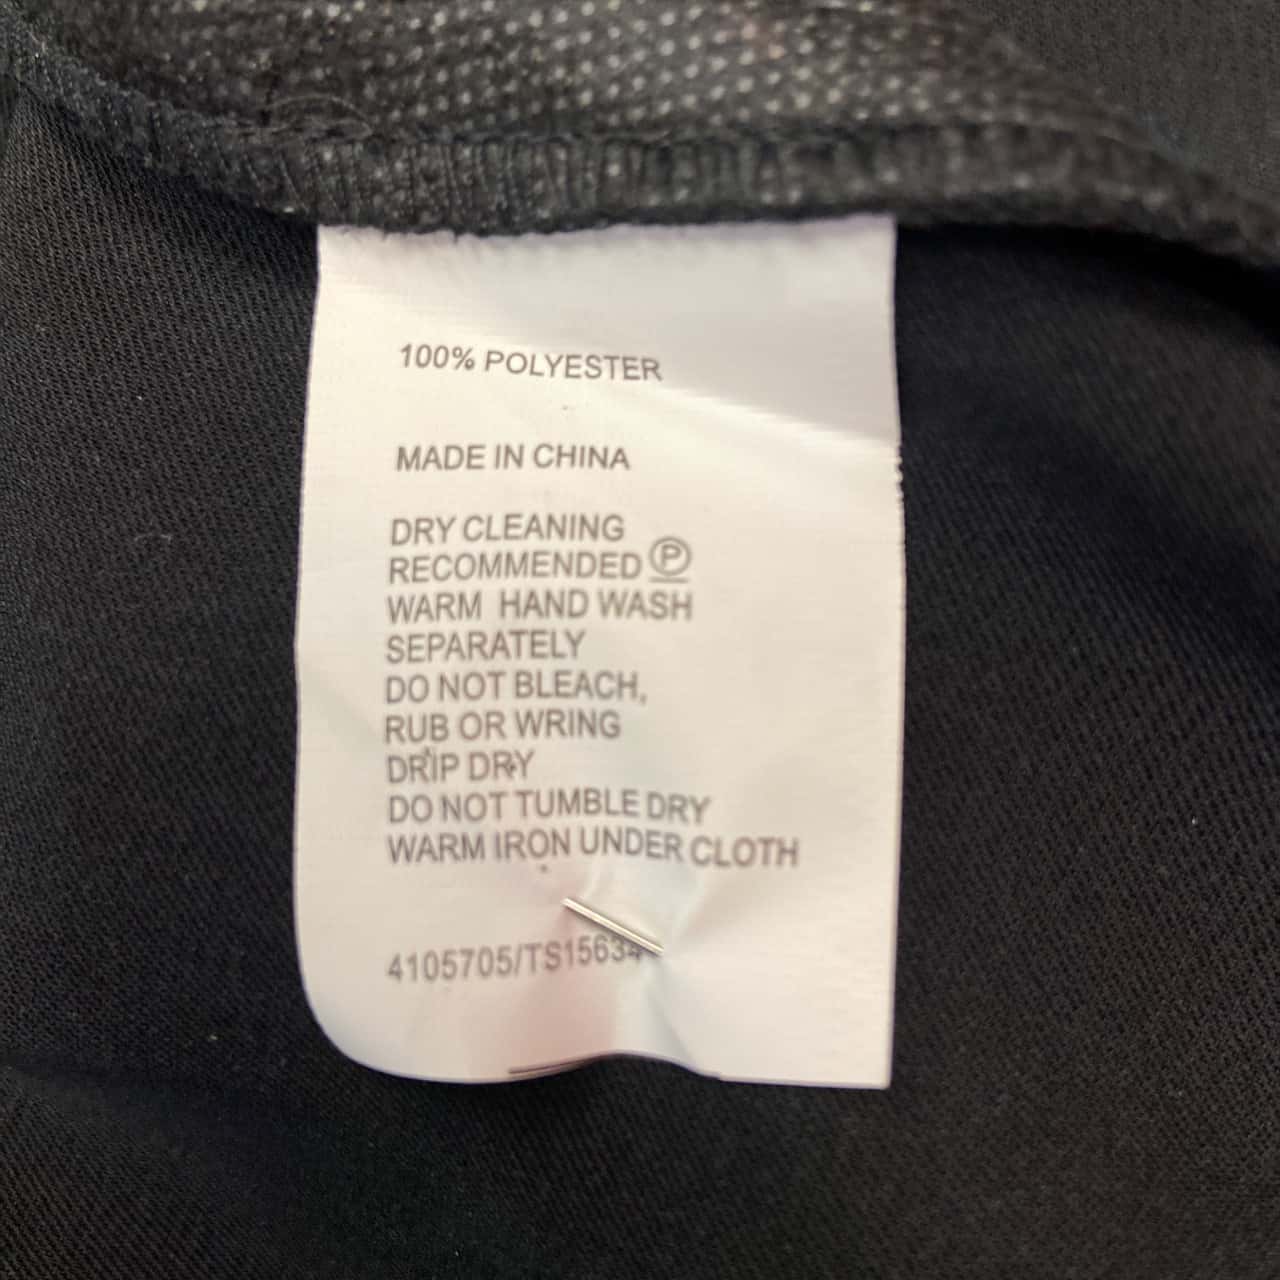 100% POLYESTER
MADE IN CHINA
DRY CLEANING
RECOMMENDED Ⓟ
WARM HAND WASH
SEPARATELY
DO NOT BLEACH,
RUB OR WRING
DRIP DRY
DO NOT TUMBLE DRY
WARM IRON UNDER CLOTH
4105705/TS15634